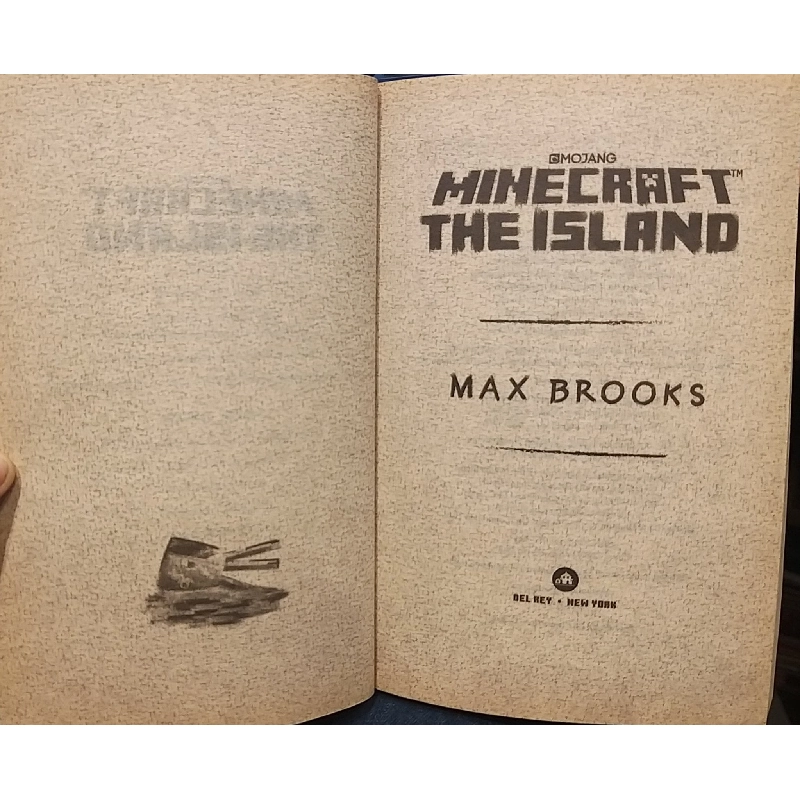 MOJANG
MINECRAFT™
THE ISLAND
MAX BROOKS
DEL REY • NEW YORK